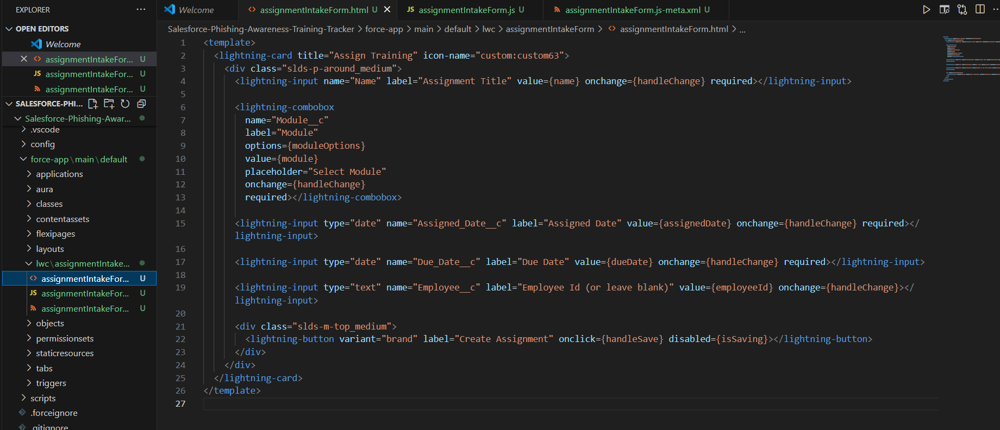 EXPLORER ...
OPEN EDITORS
Welcome
assignmentIntakeFor... U
JS assignmentIntakeFor... U
assignmentIntakeFor... U
SALESFORCE-PHI...
Salesforce-Phishing-Awar...
.vscode
config
force-app\main\default
applications
aura
classes
contentassets
flexipages
layouts
lwc\assignmentIntake...
<> assignmentIntakeFor... U
JS assignmentIntakeFor... U
assignmentIntakeFor... U
objects
permissionsets
staticresources
tabs
triggers
scripts
.forceignore
.gitignore
Welcome <> assignmentIntakeForm.html U JS assignmentIntakeForm.js U assignmentIntakeForm.js-meta.xml U
Salesforce-Phishing-Awareness-Training-Tracker > force-app > main > default > lwc > assignmentIntakeForm > <> assignmentIntakeForm.html > ...
1 <template>
2 <lightning-card title="Assign Training" icon-name="custom:custom63">
3 <div class="slds-p-around_medium">
4 <lightning-input name="Name" label="Assignment Title" value={name} onchange={handleChange} required></lightning-input>
5
6 <lightning-combobox
7 name="Module__c"
8 label="Module"
9 options={moduleOptions}
10 value={module}
11 placeholder="Select Module"
12 onchange={handleChange}
13 required></lightning-combobox>
14
15 <lightning-input type="date" name="Assigned_Date__c" label="Assigned Date" value={assignedDate} onchange={handleChange} required></
lightning-input>
16
17 <lightning-input type="date" name="Due_Date__c" label="Due Date" value={dueDate} onchange={handleChange} required></lightning-input>
18
19 <lightning-input type="text" name="Employee__c" label="Employee Id (or leave blank)" value={employeeId} onchange={handleChange}></
lightning-input>
20
21 <div class="slds-m-top_medium">
22 <lightning-button variant="brand" label="Create Assignment" onclick={handleSave} disabled={isSaving}></lightning-button>
23 </div>
24 </div>
25 </lightning-card>
26 </template>
27